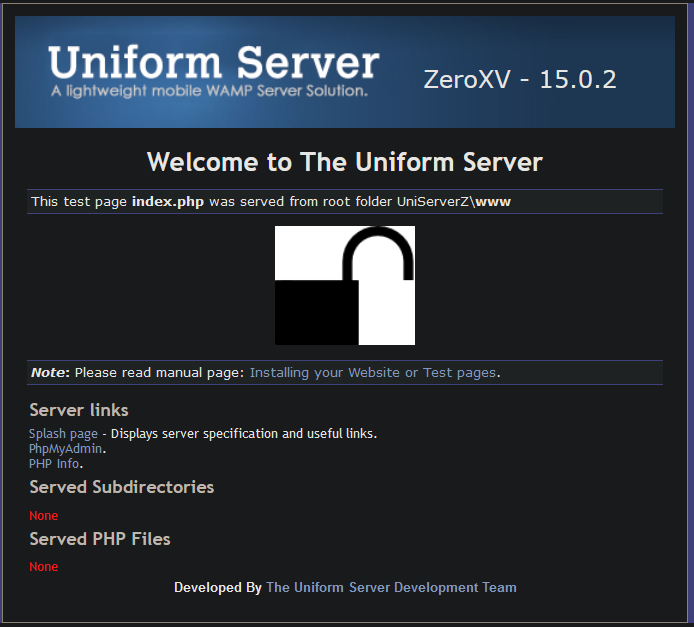 Uniform Server
A lightweight mobile WAMP Server Solution.
ZeroXV - 15.0.2
Welcome to The Uniform Server
This test page index.php was served from root folder UniServerZ\www
Note: Please read manual page: Installing your Website or Test pages.
Server links
Splash page - Displays server specification and useful links.
PhpMyAdmin.
PHP Info.
Served Subdirectories
None
Served PHP Files
None
Developed By The Uniform Server Development Team